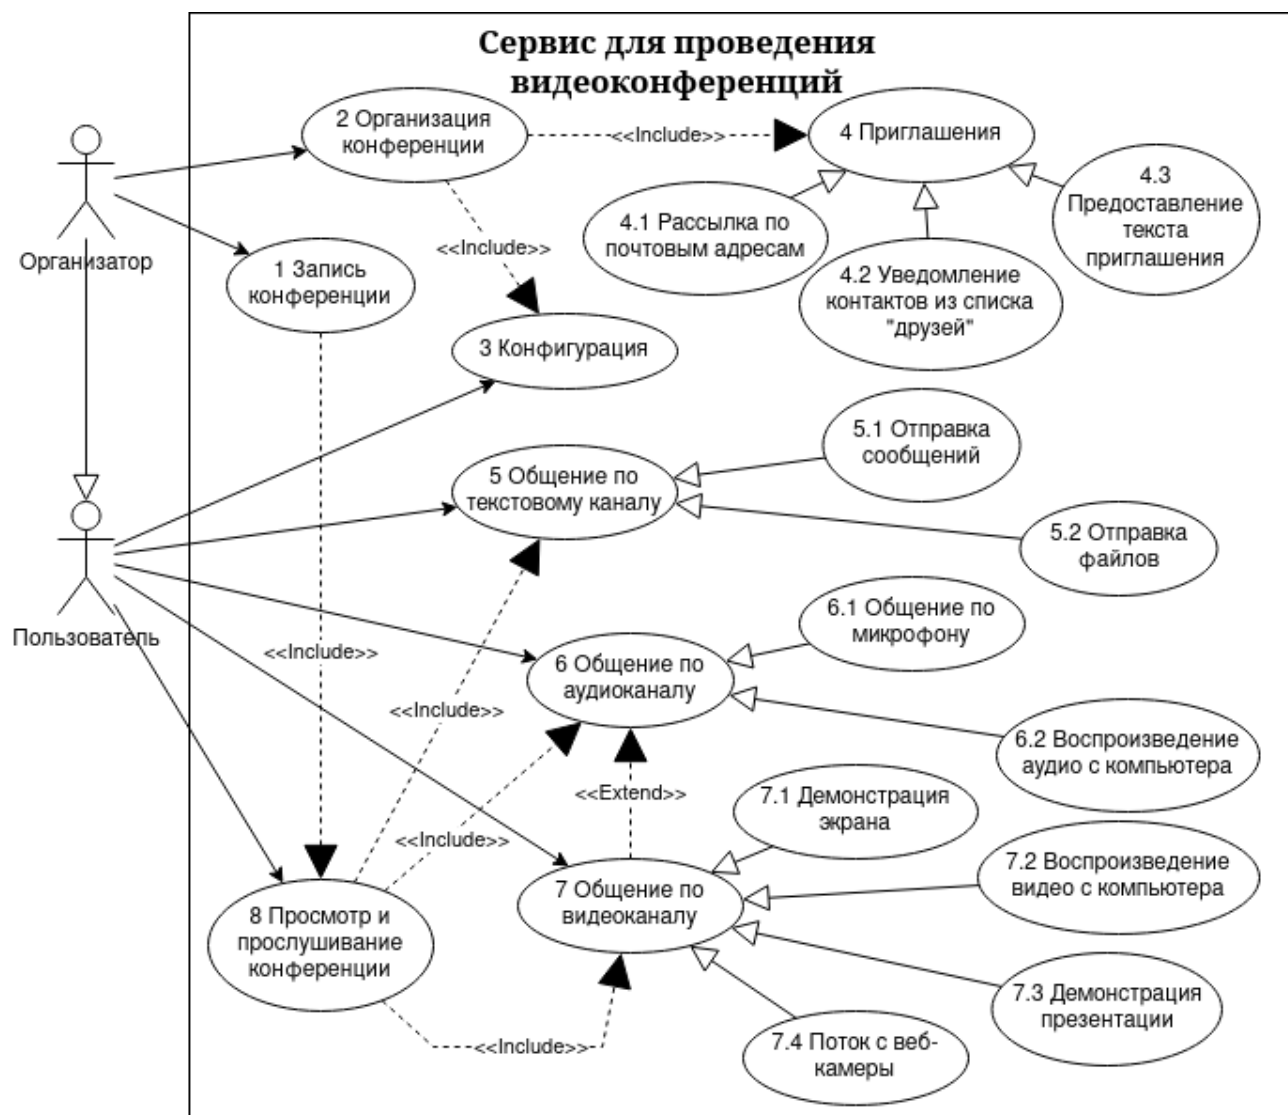 Сервис для проведения
видеоконференций
2 Организация
конференции
<<Include>>
4 Приглашения
4.1 Рассылка по
почтовым адресам
4.2 Уведомление
контактов из списка
"друзей"
4.3
Предоставление
текста
приглашения
Организатор
<<Include>>
1 Запись
конференции
3 Конфигурация
5.1 Отправка
сообщений
5 Общение по
текстовому каналу
5.2 Отправка
файлов
Пользователь
6.1 Общение по
микрофону
<<Include>>
6 Общение по
аудиоканалу
<<Include>>
6.2 Воспроизведение
аудио с компьютера
<<Extend>>
7.1 Демонстрация
экрана
<<Include>>
7.2 Воспроизведение
видео с компьютера
7 Общение по
видеоканалу
8 Просмотр и
прослушивание
конференции
7.3 Демонстрация
презентации
<<Include>>
7.4 Поток с веб-
камеры